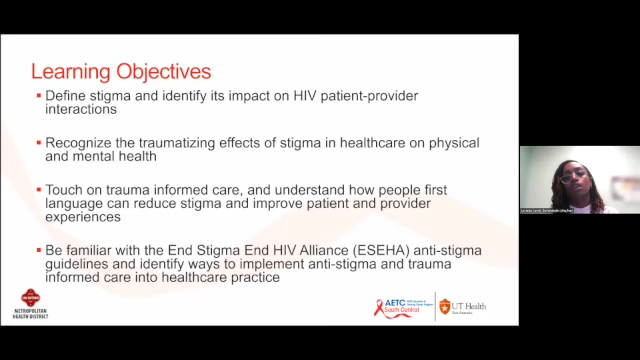 Learning Objectives
▪ Define stigma and identify its impact on HIV patient-provider
interactions
▪ Recognize the traumatizing effects of stigma in healthcare on physical
and mental health
▪ Touch on trauma informed care, and understand how people first
language can reduce stigma and improve patient and provider
experiences
▪ Be familiar with the End Stigma End HIV Alliance (ESEHA) anti-stigma
guidelines and identify ways to implement anti-stigma and trauma
informed care into healthcare practice
METROPOLITAN
HEALTH DISTRICT
AETC
South Central
UT Health
San Antonio